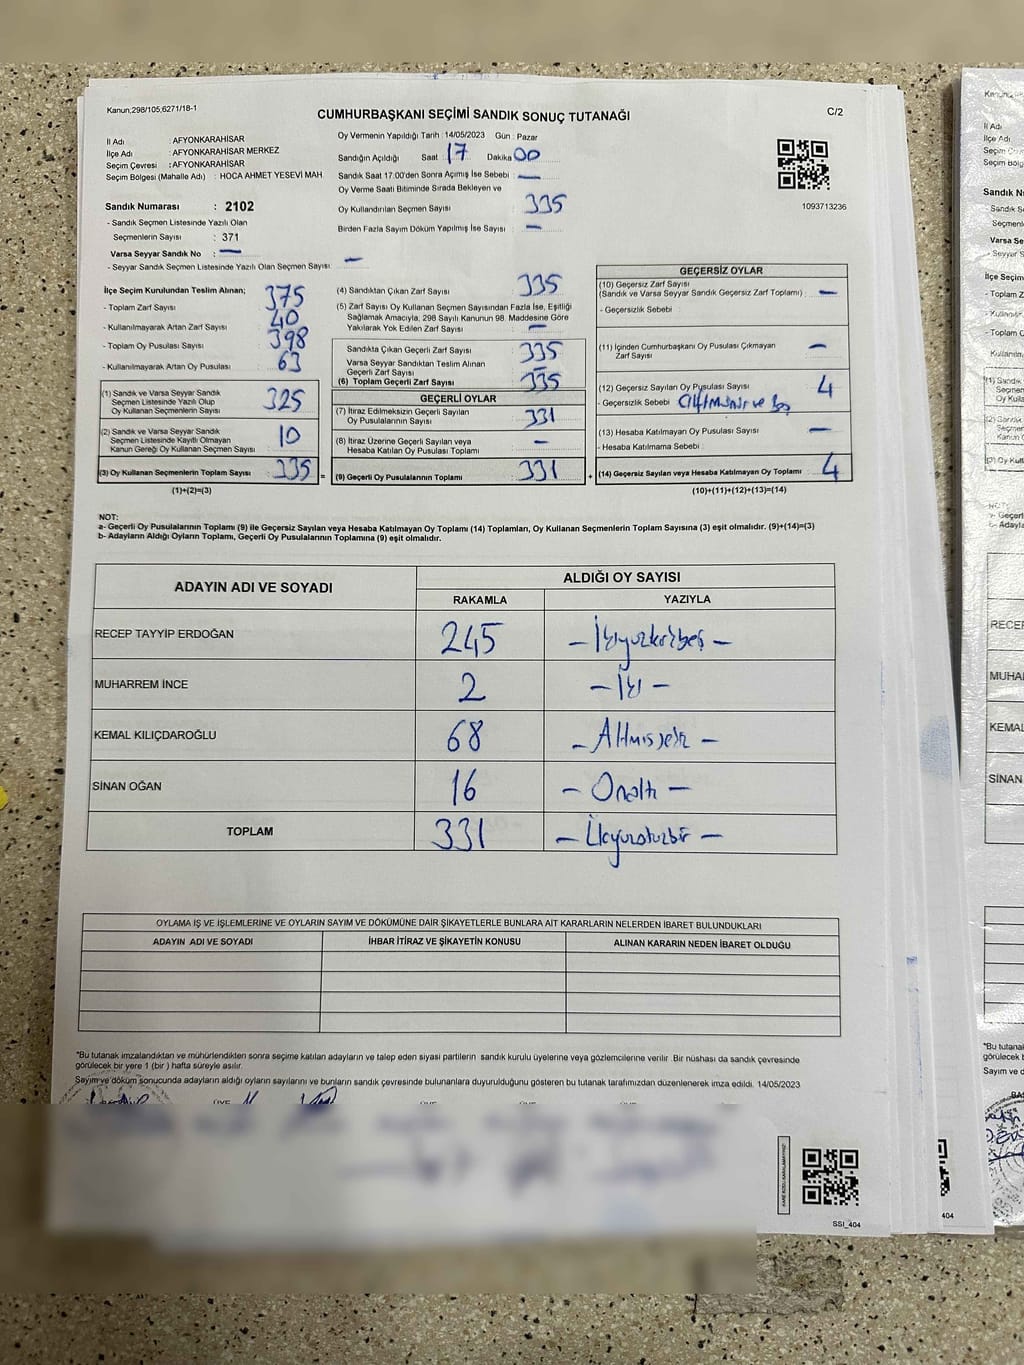 Kanun;298/105,6271/18-1
CUMHURBAŞKANI SEÇİMİ SANDIK SONUÇ TUTANAĞI
C/2
İl Adı : AFYONKARAHİSAR
İlçe Adı : AFYONKARAHİSAR MERKEZ
Seçim Çevresi : AFYONKARAHİSAR
Seçim Bölgesi (Mahalle Adı) : HOCA AHMET YESEVİ MAH
Sandık Numarası : 2102
- Sandık Seçmen Listesinde Yazılı Olan
Seçmenlerin Sayısı : 371
Varsa Seyyar Sandık No : —
- Seyyar Sandık Seçmen Listesinde Yazılı Olan Seçmen Sayısı: —
Oy Vermenin Yapıldığı Tarih : 14/05/2023 Gün : Pazar
Sandığın Açıldığı Saat 17 Dakika 00
Sandık Saat 17:00'den Sonra Açımış İse Sebebi : —
Oy Verme Saati Bitiminde Sırada Bekleyen ve
Oy Kullandırılan Seçmen Sayısı 335
Birden Fazla Sayım Döküm Yapılmış İse Sayısı : —
1093713236
İlçe Seçim Kurulundan Teslim Alınan;
- Toplam Zarf Sayısı : 375
- Kullanılmayarak Artan Zarf Sayısı : 40
- Toplam Oy Pusulası Sayısı : 398
- Kullanılmayarak Artan Oy Pusulası : 63
(1) Sandık ve Varsa Seyyar Sandık
Seçmen Listesinde Yazılı Olup
Oy Kullanan Seçmenlerin Sayısı : 325
(2) Sandık ve Varsa Seyyar Sandık
Seçmen Listesinde Kayıtlı Olmayan
Kanun Gereği Oy Kullanan Seçmen Sayısı : 10
(3) Oy Kullanan Seçmenlerin Toplam Sayısı : 335 =
(1)+(2)=(3)
(4) Sandıktan Çıkan Zarf Sayısı : 335
(5) Zarf Sayısı Oy Kullanan Seçmen Sayısından Fazla İse, Eşitliği
Sağlamak Amacıyla, 298 Sayılı Kanunun 98. Maddesine Göre
Yakılarak Yok Edilen Zarf Sayısı : —
Sandıkta Çıkan Geçerli Zarf Sayısı : 335
Varsa Seyyar Sandıktan Teslim Alınan
Geçerli Zarf Sayısı : —
(6) Toplam Geçerli Zarf Sayısı : 335
GEÇERLİ OYLAR
(7) İtiraz Edilmeksizin Geçerli Sayılan
Oy Pusulasının Sayısı : 331
(8) İtiraz Üzerine Geçerli Sayılan veya
Hesaba Katılan Oy Pusulası Toplamı : —
(9) Geçerli Oy Pusulalarının Toplamı : 331 +
GEÇERSİZ OYLAR
(10) Geçersiz Zarf Sayısı
(Sandık ve Varsa Seyyar Sandık Geçersiz Zarf Toplamı) : —
- Geçersizlik Sebebi :
(11) İçinden Cumhurbaşkanı Oy Pusulası Çıkmayan
Zarf Sayısı : —
(12) Geçersiz Sayılan Oy Pusulası Sayısı : 4
- Geçersizlik Sebebi : ve
(13) Hesaba Katılmayan Oy Pusulası Sayısı : —
- Hesaba Katılmama Sebebi :
(14) Geçersiz Sayılan veya Hesaba Katılmayan Oy Toplamı : 4
(10)+(11)+(12)+(13)=(14)
NOT:
a- Geçerli Oy Pusulalarının Toplamı (9) ile Geçersiz Sayılan veya Hesaba Katılmayan Oy Toplamı (14) Toplamları, Oy Kullanan Seçmenlerin Toplam Sayısına (3) eşit olmalıdır. (9)+(14)=(3)
b- Adayların Aldığı Oyların Toplamı, Geçerli Oy Pusulalarının Toplamına (9) eşit olmalıdır.
ADAYIN ADI VE SOYADI ALDIĞI OY SAYISI
RAKAMLA YAZIYLA
RECEP TAYYİP ERDOĞAN 245 – İkiyüzkırkbeş –
MUHARREM İNCE 2 – İki –
KEMAL KILIÇDAROĞLU 68 – Altmışsekiz –
SİNAN OĞAN 16 – Onaltı –
TOPLAM 331 – Üçyüzotuzbir –
OYLAMA İŞ VE İŞLEMLERİNE VE OYLARIN SAYIM VE DÖKÜMÜNE DAİR ŞİKAYETLERLE BUNLARA AİT KARARLARIN NELERDEN İBARET BULUNDUKLARI
ADAYIN ADI VE SOYADI İHBAR İTİRAZ VE ŞİKAYETİN KONUSU ALINAN KARARIN NEDEN İBARET OLDUĞU
"Bu tutanak imzalandıktan ve mühürlendikten sonra seçime katılan adayların ve talep eden siyasi partilerin sandık kurulu üyelerine veya gözlemcilerine verilir. Bir nüshası da sandık çevresinde
görülecek bir yere 1 (bir ) hafta süreyle asılır.
Sayım ve döküm sonucunda adayların aldığı oyların sayılarını ve bunların sandık çevresinde bulunanlara duyurulduğunu gösteren bu tutanak tarafımızdan düzenlenerek imza edildi. 14/05/2023
SSİ_404
404